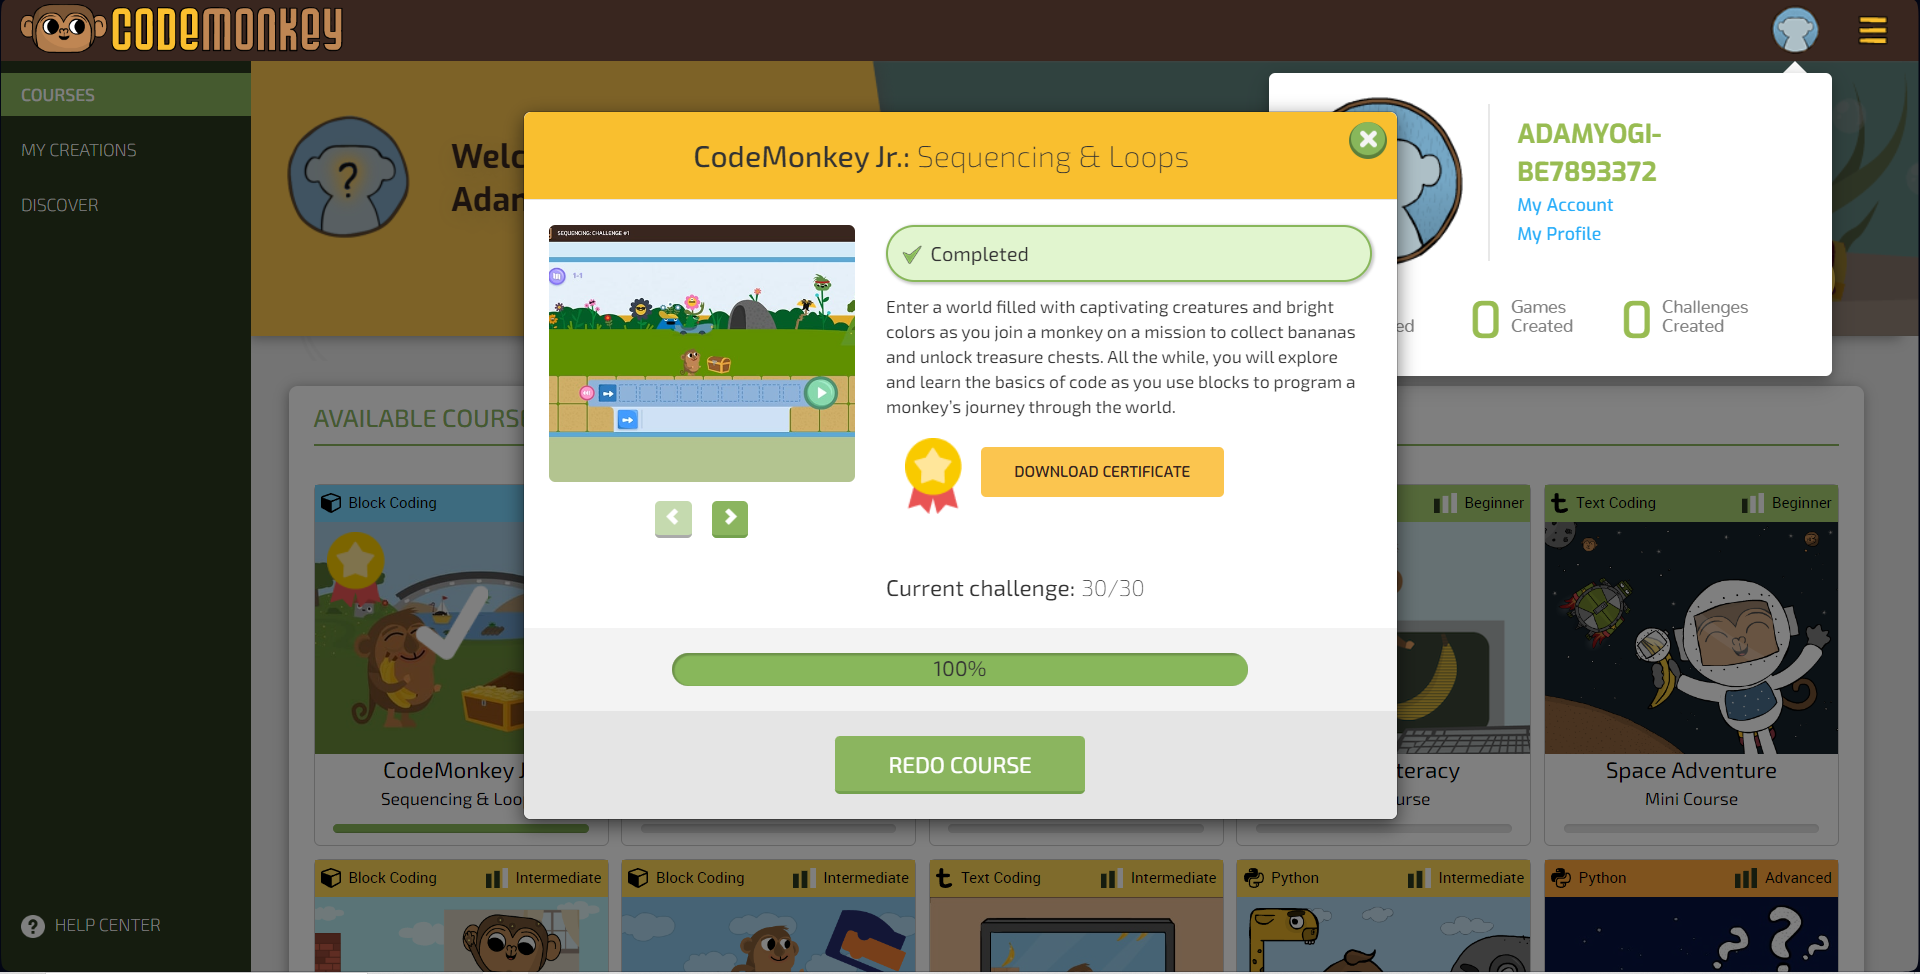 CODEMONKEY
COURSES
MY CREATIONS
DISCOVER
HELP CENTER
Welc
Adar
ADAMYOGI-
BE7893372
My Account
My Profile
ed
0 Games
Created
0 Challenges
Created
CodeMonkey Jr.: Sequencing & Loops
SEQUENCING: CHALLENGE #1
1-1
Completed
Enter a world filled with captivating creatures and bright
colors as you join a monkey on a mission to collect bananas
and unlock treasure chests. All the while, you will explore
and learn the basics of code as you use blocks to program a
monkey's journey through the world.
DOWNLOAD CERTIFICATE
Current challenge: 30/30
100%
REDO COURSE
AVAILABLE COURS
Block Coding
CodeMonkey J
Sequencing & Loo
Beginner
teracy
urse
Text Coding Beginner
Space Adventure
Mini Course
Block Coding Intermediate
Block Coding Intermediate
Text Coding Intermediate
Python Intermediate
Python Advanced